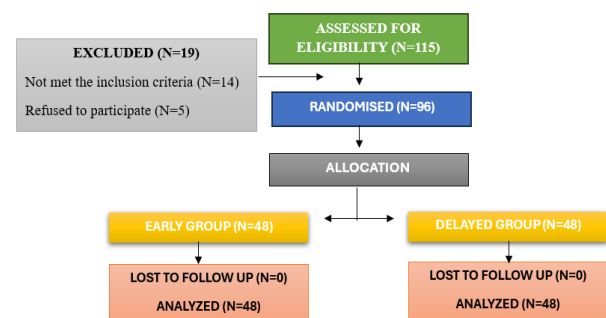 ASSESSED FOR
ELIGIBILITY (N=115)
EXCLUDED (N=19)
Not met the inclusion criteria (N=14)
Refused to participate (N=5)
RANDOMISED (N=96)
ALLOCATION
EARLY GROUP (N=48)
DELAYED GROUP (N=48)
LOST TO FOLLOW UP (N=0)
ANALYZED (N=48)
LOST TO FOLLOW UP (N=0)
ANALYZED (N=48)